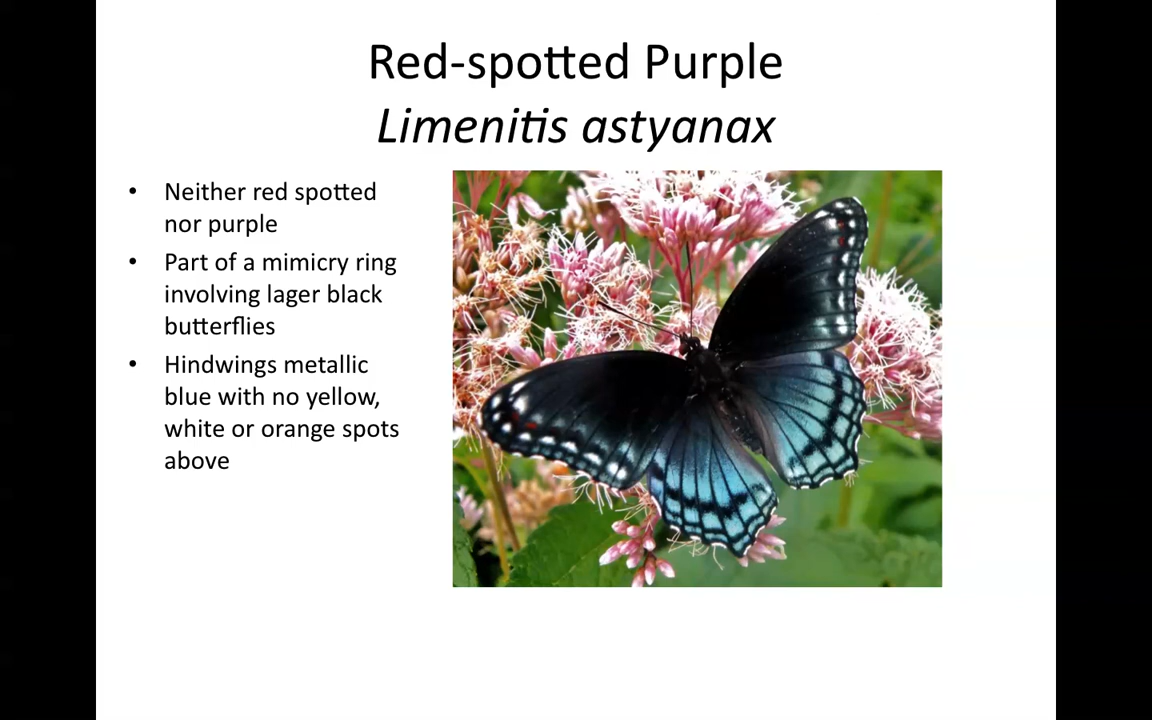 Red-spotted Purple
Limenitis astyanax
• Neither red spotted
nor purple
• Part of a mimicry ring
involving lager black
butterflies
• Hindwings metallic
blue with no yellow,
white or orange spots
above